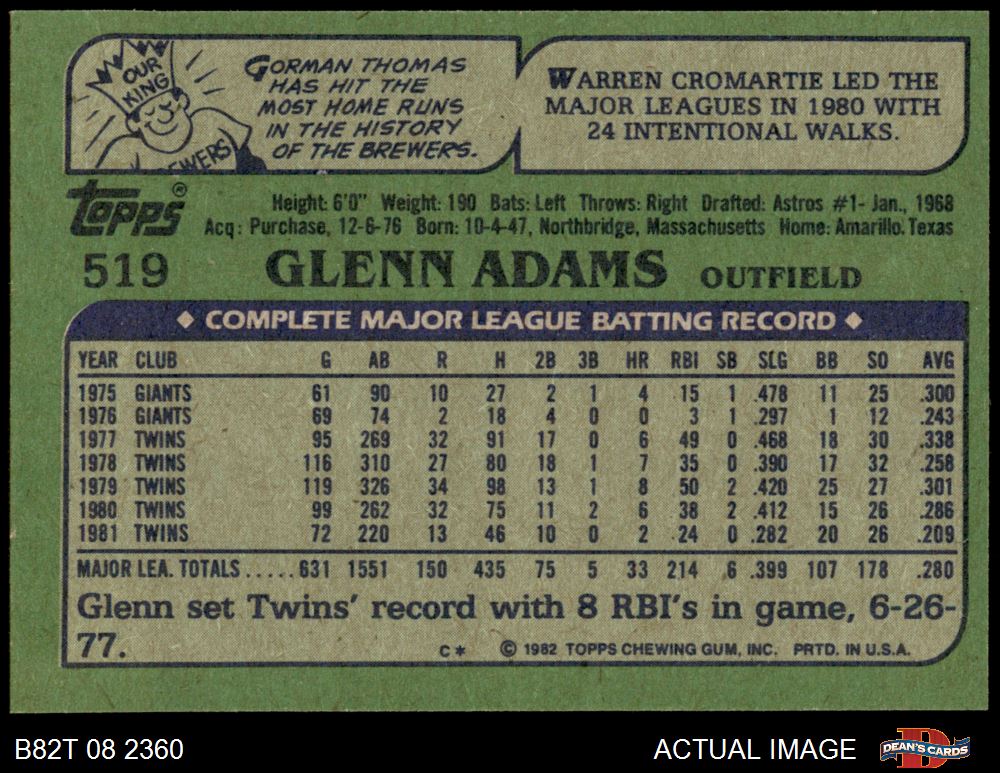 OUR
KING
BREWERS
GORMAN THOMAS
HAS HIT THE
MOST HOME RUNS
IN THE HISTORY
OF THE BREWERS.
WARREN CROMARTIE LED THE
MAJOR LEAGUES IN 1980 WITH
24 INTENTIONAL WALKS.
Topps®
Height: 6'0" Weight: 190 Bats: Left Throws: Right Drafted: Astros #1- Jan., 1968
Acq: Purchase, 12-6-76 Born: 10-4-47, Northbridge, Massachusetts Home: Amarillo, Texas
519 GLENN ADAMS OUTFIELD
◆ COMPLETE MAJOR LEAGUE BATTING RECORD ◆
YEAR CLUB G AB R H 2B 3B HR RBI SB SLG BB SO AVG
1975 GIANTS 61 90 10 27 2 1 4 15 1 .478 11 25 .300
1976 GIANTS 69 74 2 18 4 0 0 3 1 .297 1 12 .243
1977 TWINS 95 269 32 91 17 0 6 49 0 .468 18 30 .338
1978 TWINS 116 310 27 80 18 1 7 35 0 .390 17 32 .258
1979 TWINS 119 326 34 98 13 1 8 50 2 .420 25 27 .301
1980 TWINS 99 262 32 75 11 2 6 38 2 .412 15 26 .286
1981 TWINS 72 220 13 46 10 0 2 24 0 .282 20 26 .209
MAJOR LEA. TOTALS.....631 1551 150 435 75 5 33 214 6 .399 107 178 .280
Glenn set Twins' record with 8 RBI's in game, 6-26-
77.
C* © 1982 TOPPS CHEWING GUM, INC. PRTD. IN U.S.A.
B82T 08 2360
ACTUAL IMAGE
D
DEAN'S CARDS